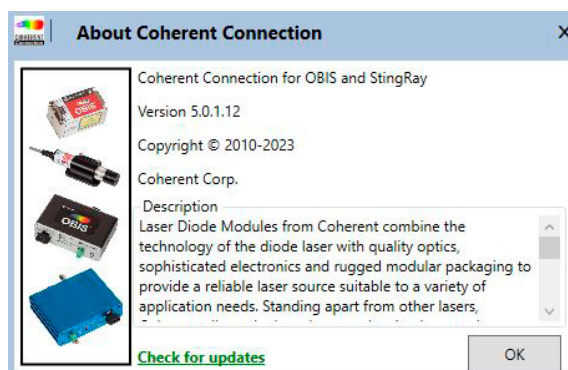 About Coherent Connection
Coherent Connection for OBIS and StingRay
Version 5.0.1.12
Copyright © 2010-2023
Coherent Corp.
Description
Laser Diode Modules from Coherent combine the
technology of the diode laser with quality optics,
sophisticated electronics and rugged modular packaging to
provide a reliable laser source suitable to a variety of
application needs. Standing apart from other lasers,
OBIS
OBIS
Check for updates
OK